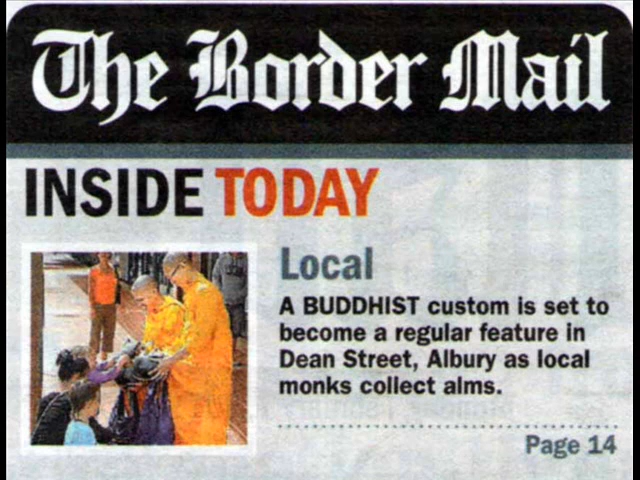 The Border Mail
INSIDE TODAY
Local
A BUDDHIST custom is set to
become a regular feature in
Dean Street, Albury as local
monks collect alms.
Page 14